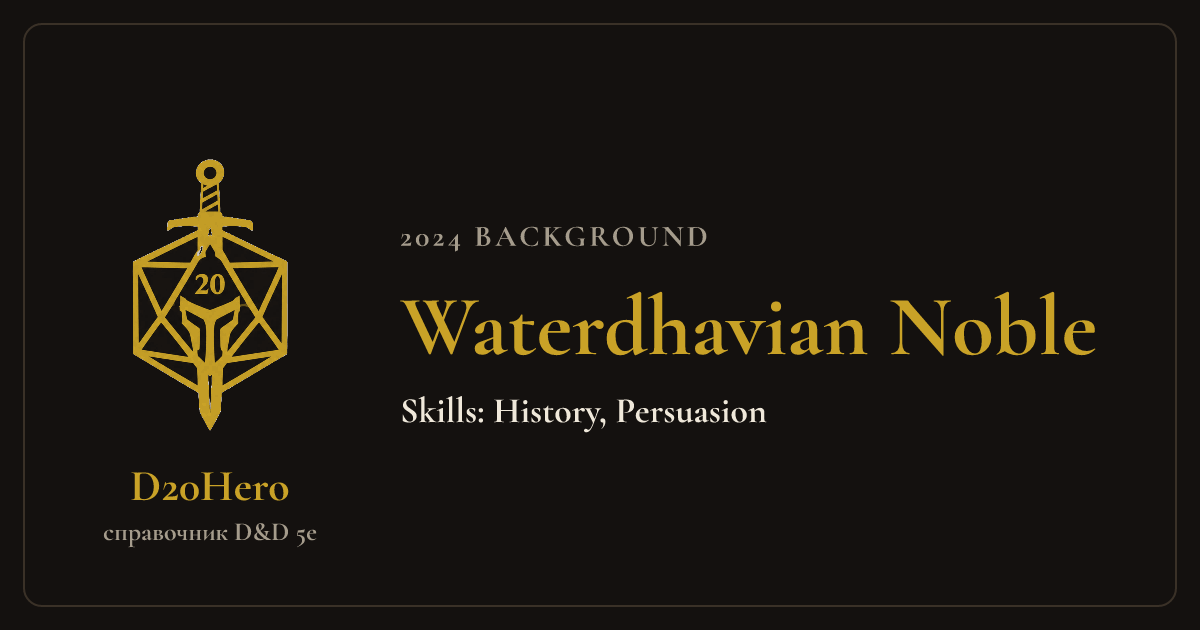 20
D20Hero
справочник D&D 5e
2024 BACKGROUND
Waterdhavian Noble
Skills: History, Persuasion